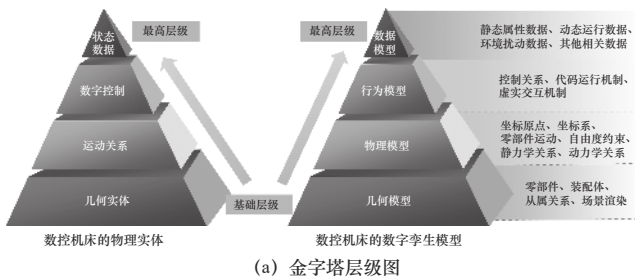 状态
数据
数字控制
运动关系
几何实体
数控机床的物理实体
最高层级
基础层级
最高层级
数据
模型
行为模型
物理模型
几何模型
数控机床的数字孪生模型
静态属性数据、动态运行数据、
环境扰动数据、其他相关数据
控制关系、代码运行机制、
虚实交互机制
坐标原点、坐标系、
零部件运动、自由度约束、
静力学关系、动力学关系
零部件、装配体、
从属关系、场景渲染
(a) 金字塔层级图